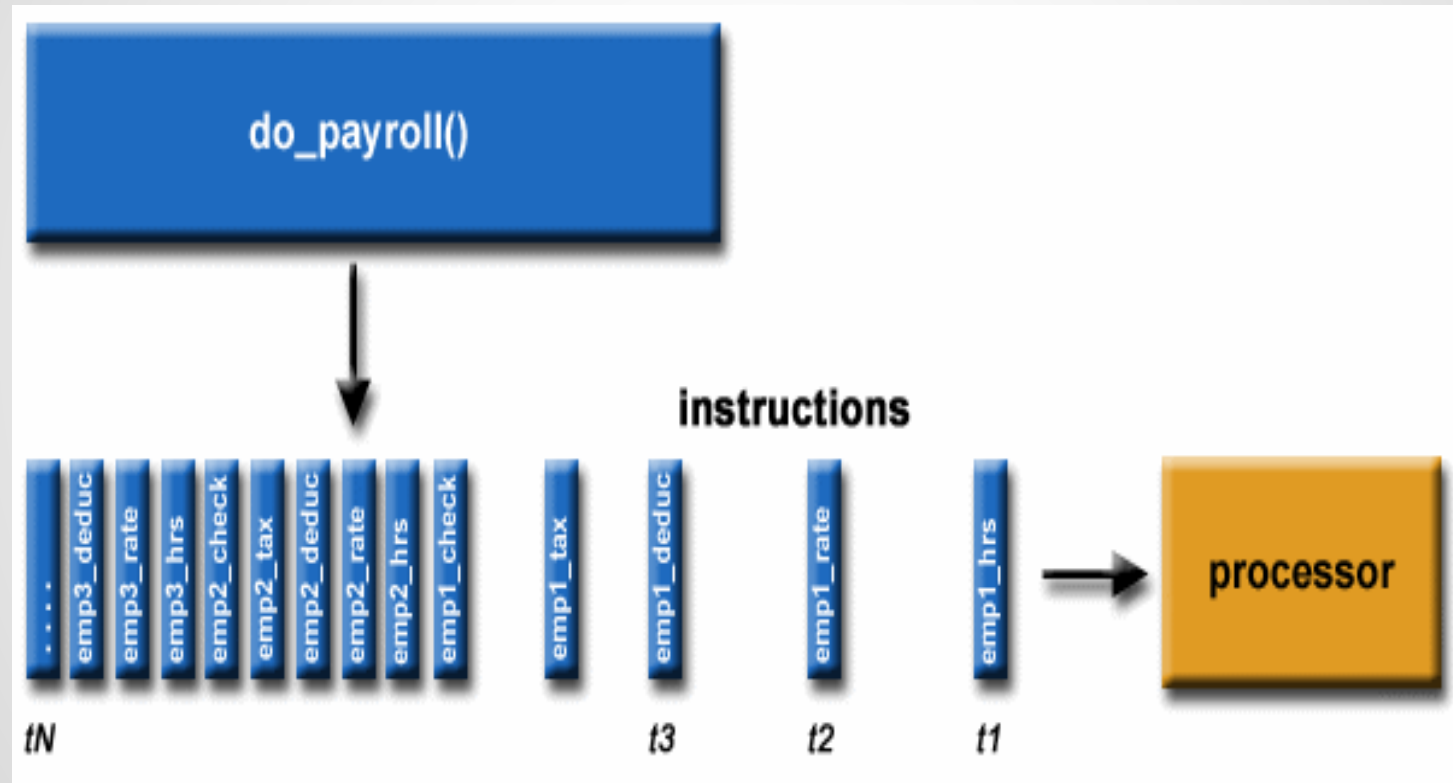 do_payroll()
instructions
....
emp3_deduc
emp3_rate
emp3_hrs
emp2_check
emp2_tax
emp2_deduc
emp2_rate
emp2_hrs
emp1_check
emp1_tax
emp1_deduc
emp1_rate
emp1_hrs
processor
tN
t3
t2
t1